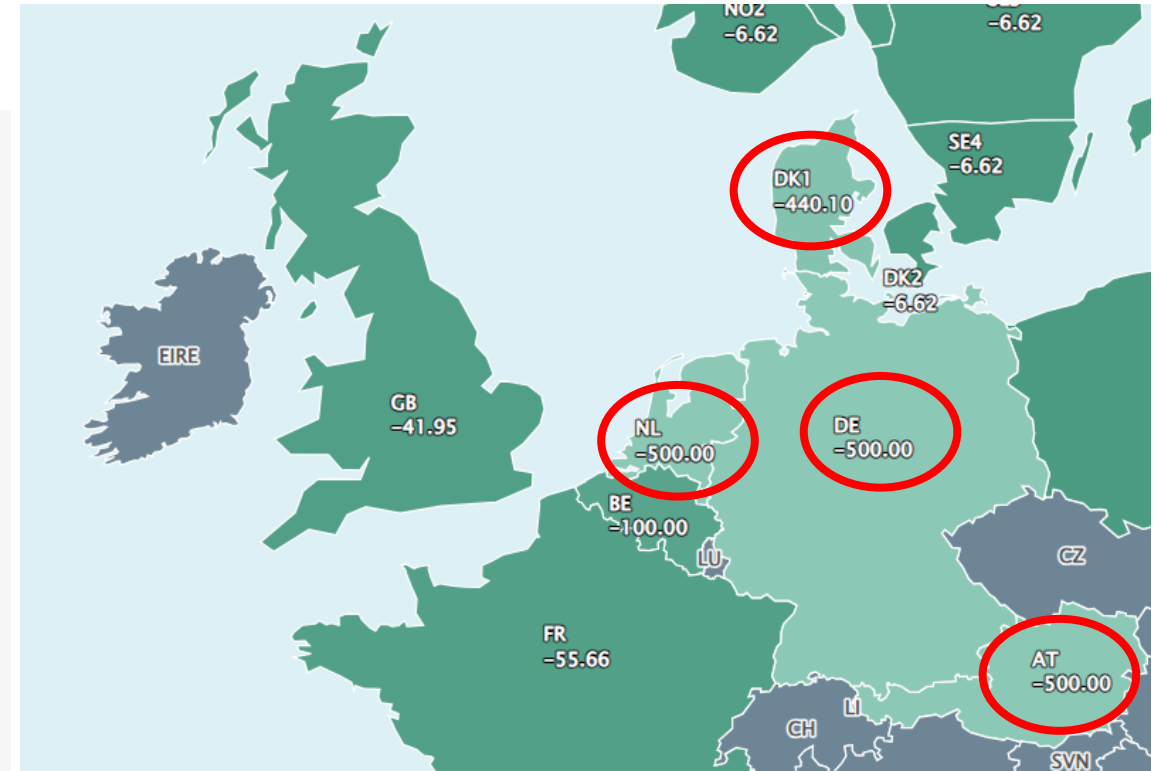 NO2
-6.62
-6.62
SE4
-6.62
DK1
-440.10
DK2
-6.62
EIRE
GB
-41.95
NL
-500.00
DE
-500.00
BE
-100.00
LU
CZ
FR
-55.66
AT
-500.00
LI
CH
SVN